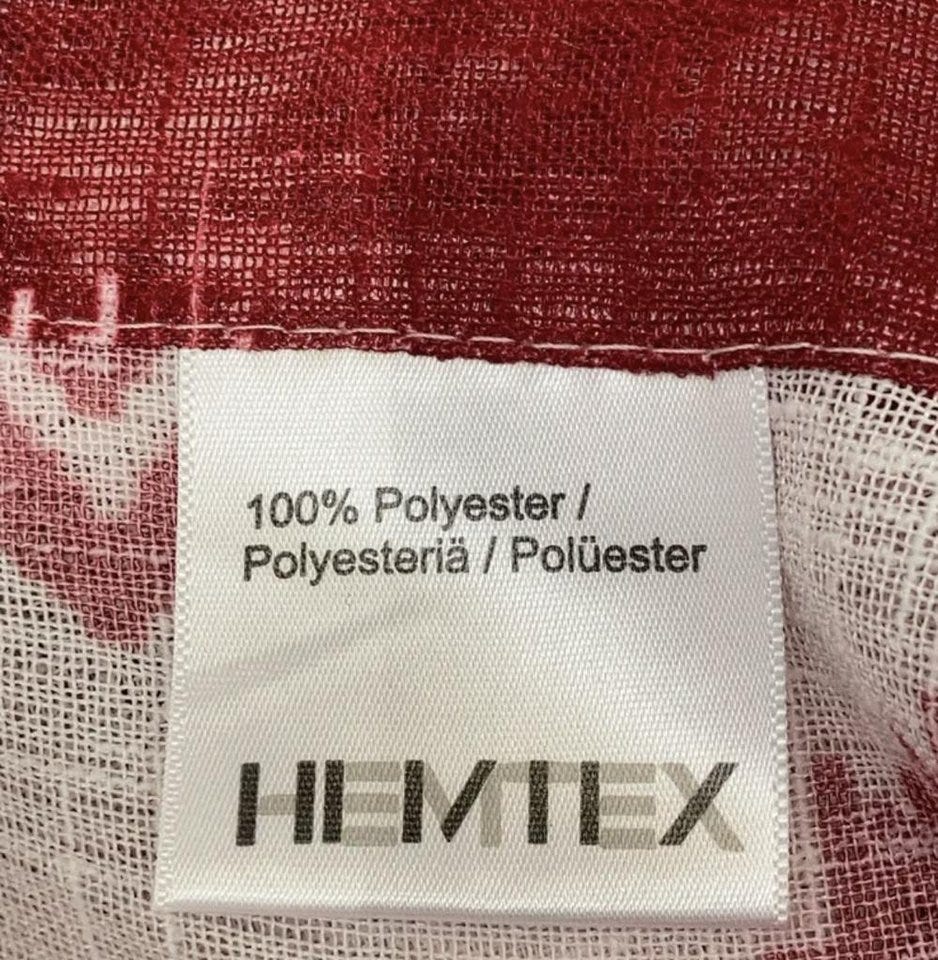 100% Polyester /
Polyesteriä / Polüester
HEMTEX